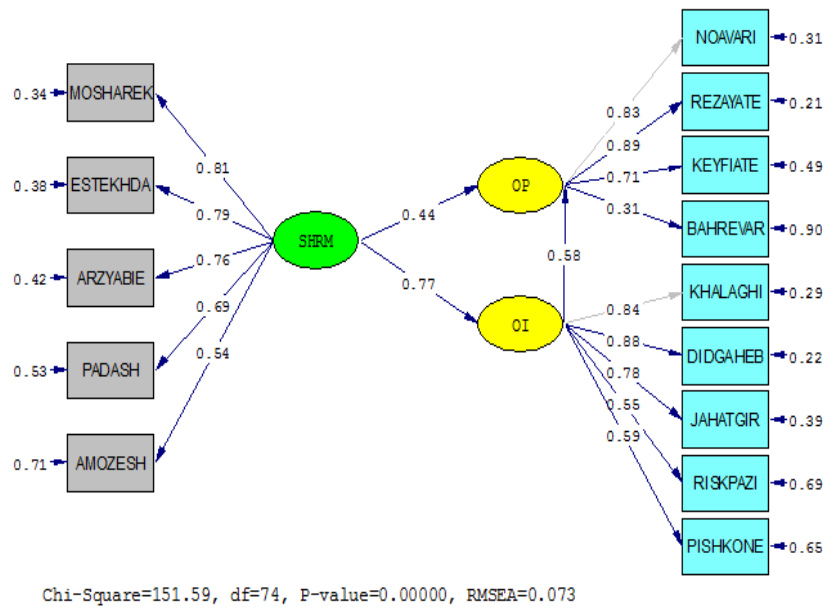 0.34
MOSHAREK
0.38
ESTEKHDA
0.42
ARZYABIE
0.53
PADASH
0.71
AMOZESH
0.81
0.79
0.76
0.69
0.54
SHRM
0.44
0.77
OP
0.58
OI
0.83
0.89
0.71
0.31
0.84
0.88
0.78
0.55
0.59
NOAVARI
0.31
REZAYATE
0.21
KEYFIATE
0.49
BAHREVAR
0.90
KHALAGHI
0.29
DIDGAHEB
0.22
JAHATGIR
0.39
RISKPAZI
0.69
PISHKONE
0.65
Chi-Square=151.59, df=74, P-value=0.00000, RMSEA=0.073